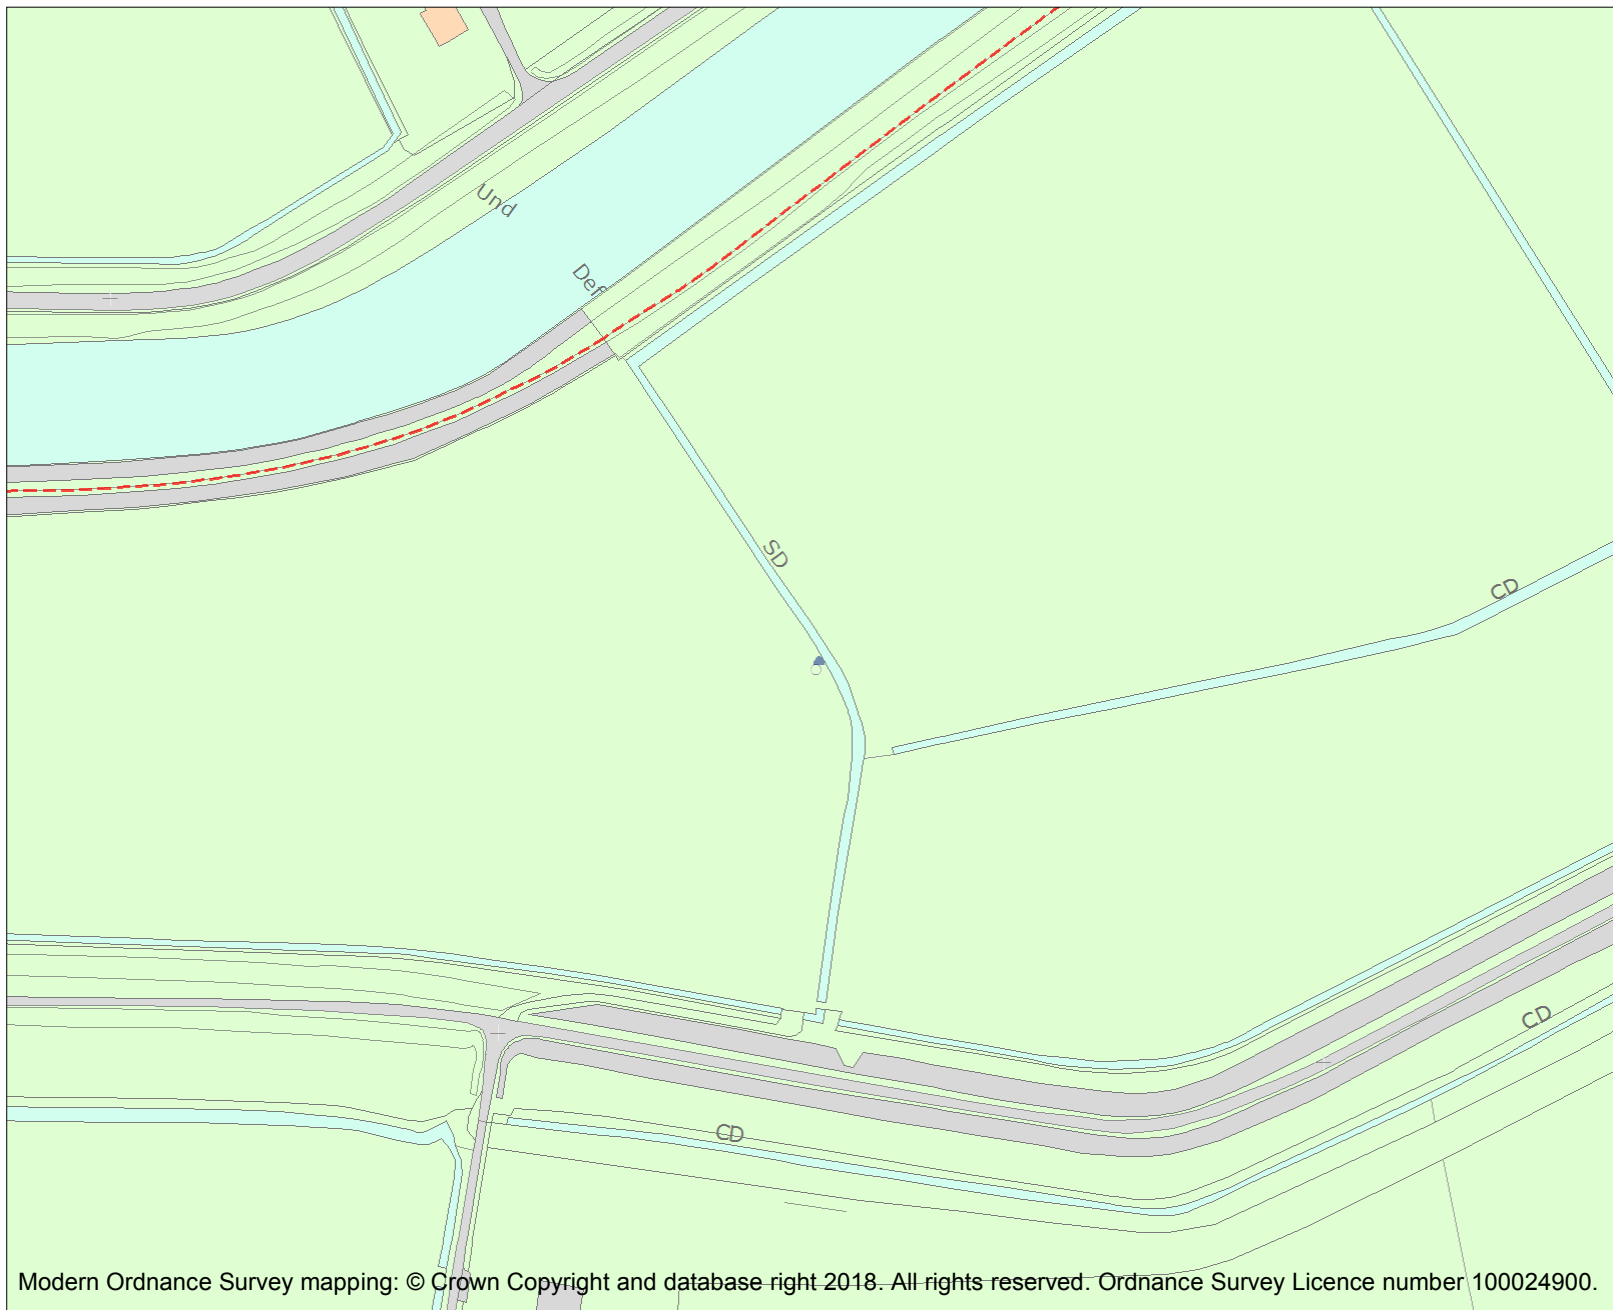 Und
Def
SD
CD
CD
CD
Modern Ordnance Survey mapping: © Crown Copyright and database right 2018. All rights reserved. Ordnance Survey Licence number 100024900.